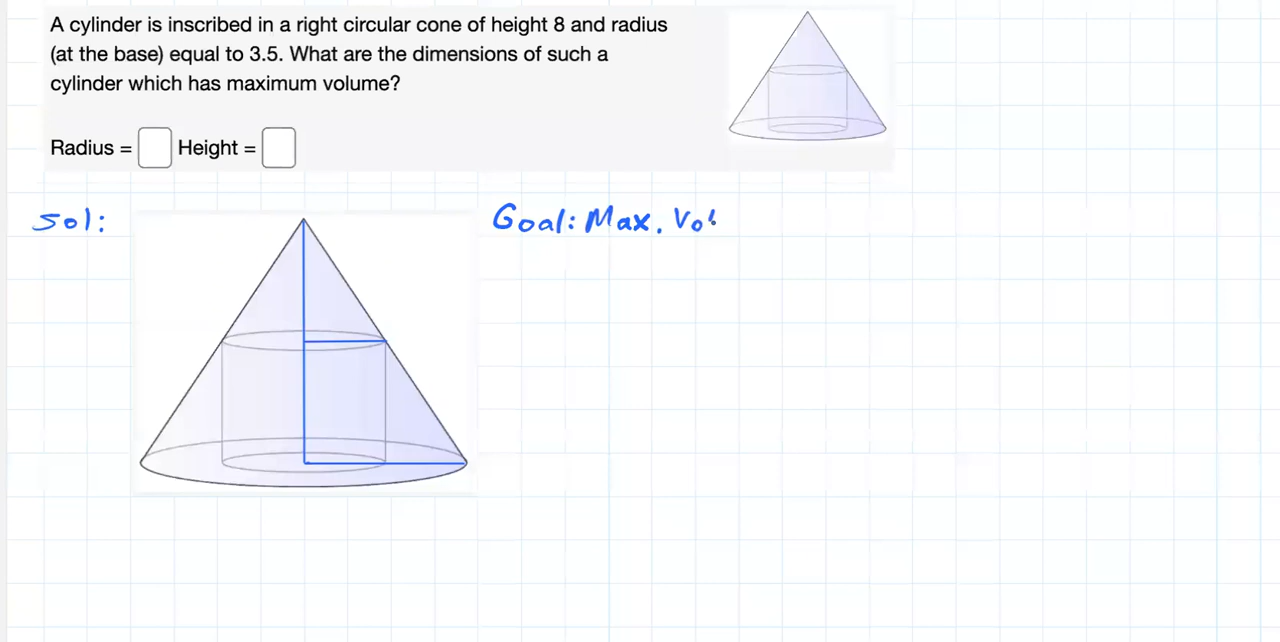 A cylinder is inscribed in a right circular cone of height 8 and radius
(at the base) equal to 3.5. What are the dimensions of such a
cylinder which has maximum volume?
Radius = Height =
Sol:
Goal: Max. Vol